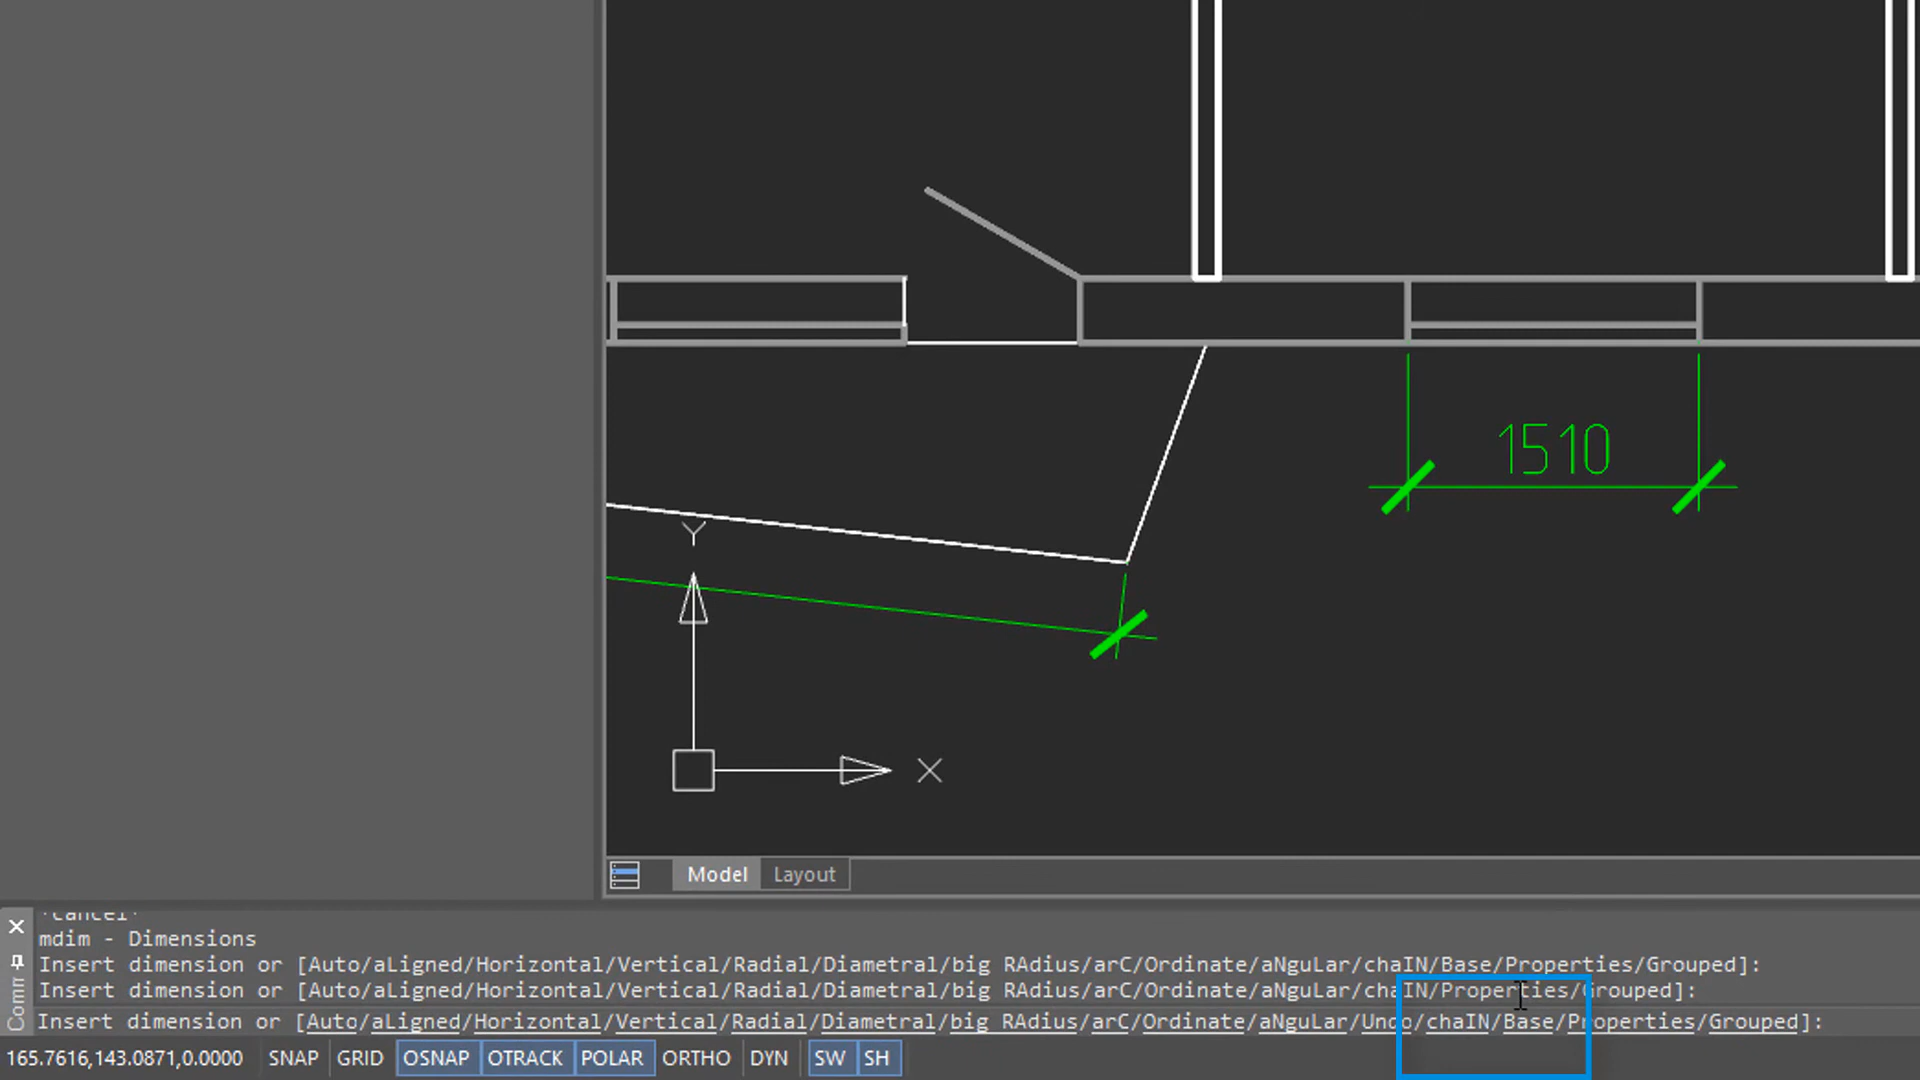 1510
Y
X
Model Layout
*cancel*
mdim - Dimensions
Insert dimension or [Auto/aLigned/Horizontal/Vertical/Radial/Diametral/big RAdius/arC/Ordinate/aNguLar/chaIN/Base/Properties/Grouped]:
Insert dimension or [Auto/aLigned/Horizontal/Vertical/Radial/Diametral/big RAdius/arC/Ordinate/aNguLar/chaIN/Properties/Grouped]:
Insert dimension or [Auto/aLigned/Horizontal/Vertical/Radial/Diametral/big RAdius/arC/Ordinate/aNguLar/Undo/chaIN/Base/Properties/Grouped]:
Comm
165.7616,143.0871,0.0000 SNAP GRID OSNAP OTRACK POLAR ORTHO DYN SW SH